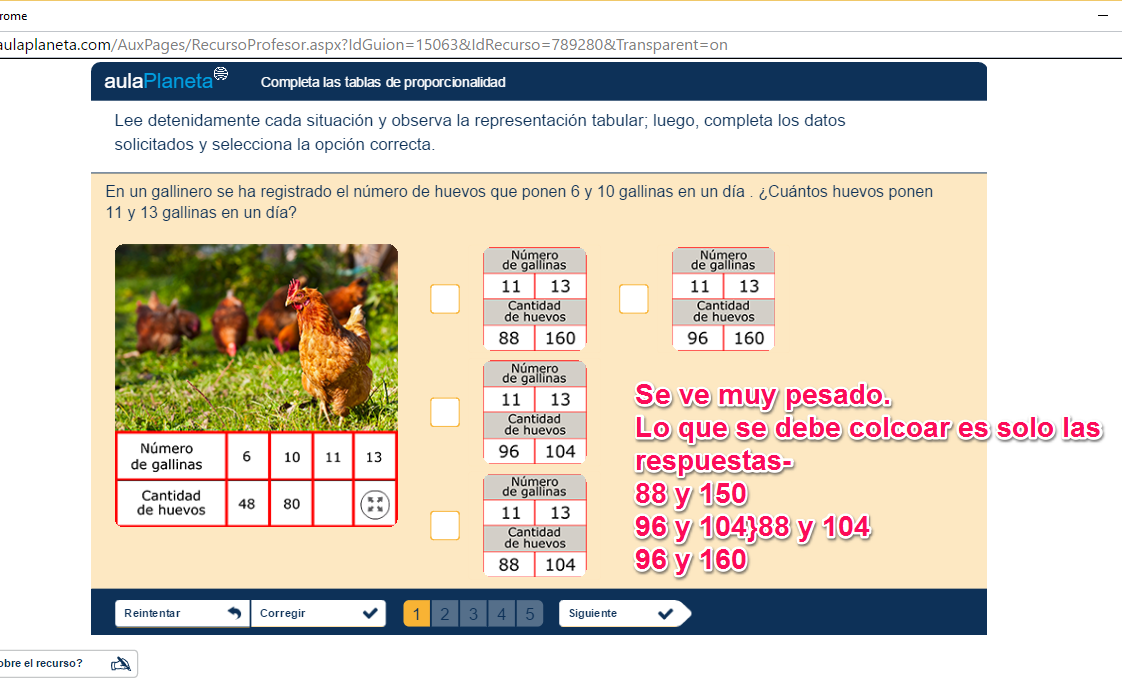 rome
aulaplaneta.com/AuxPages/RecursoProfesor.aspx?IdGuion=15063&IdRecurso=789280&Transparent=on
aulaPlaneta Completa las tablas de proporcionalidad
Lee detenidamente cada situación y observa la representación tabular; luego, completa los datos
solicitados y selecciona la opción correcta.
En un gallinero se ha registrado el número de huevos que ponen 6 y 10 gallinas en un día . ¿Cuántos huevos ponen
11 y 13 gallinas en un día?
Número
de gallinas
6 10 11 13
Cantidad
de huevos
48 80
Número
de gallinas
11 13
Cantidad
de huevos
88 160
Número
de gallinas
11 13
Cantidad
de huevos
96 160
Número
de gallinas
11 13
Cantidad
de huevos
96 104
Número
de gallinas
11 13
Cantidad
de huevos
88 104
Se ve muy pesado.
Lo que se debe colcoar es solo las
respuestas-
88 y 150
96 y 104}88 y 104
96 y 160
Reintentar Corregir 1 2 3 4 5 Siguiente
obre el recurso?